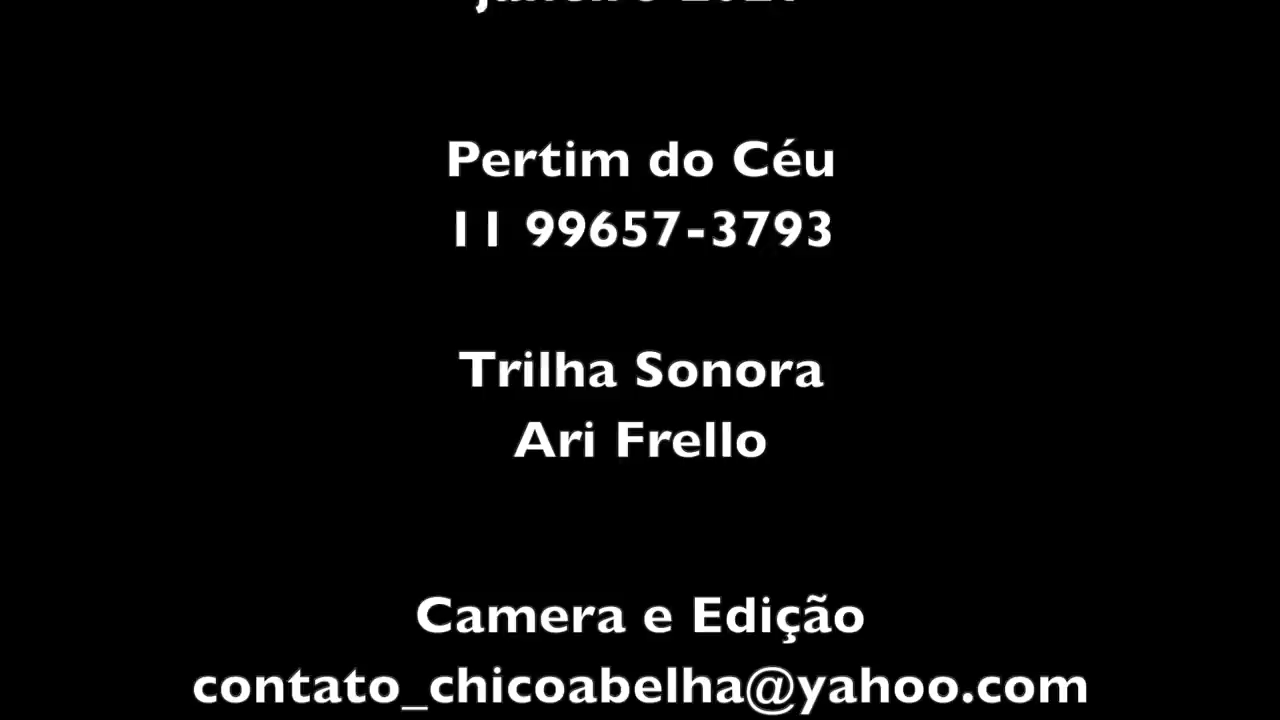 Pertim do Céu
11 99657-3793
Trilha Sonora
Ari Frello
Camera e Edição
contato_chicoabelha@yahoo.com